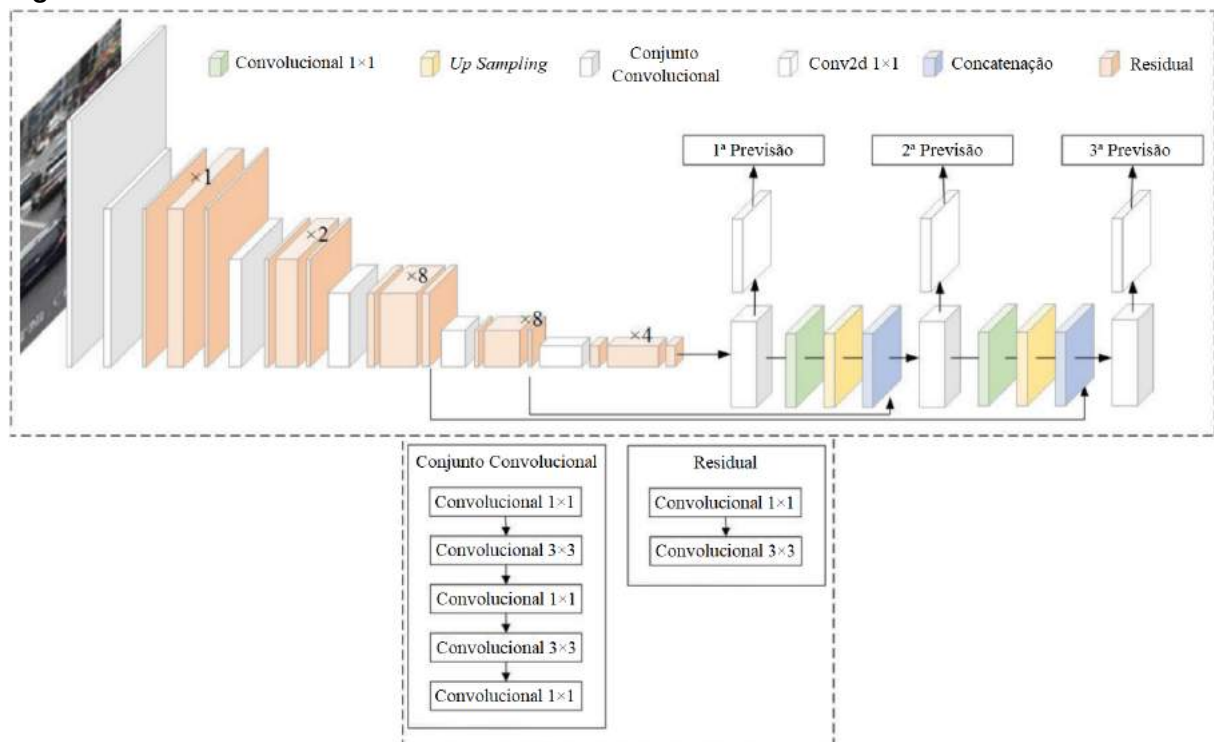 Convolucional 1×1
Up Sampling
Conjunto
Convolucional
Conv2d 1×1
Concatenação
Residual
1ª Previsão
2ª Previsão
3ª Previsão
×1
×2
×8
×8
×4
Conjunto Convolucional
Convolucional 1×1
Convolucional 3×3
Convolucional 1×1
Convolucional 3×3
Convolucional 1×1
Residual
Convolucional 1×1
Convolucional 3×3